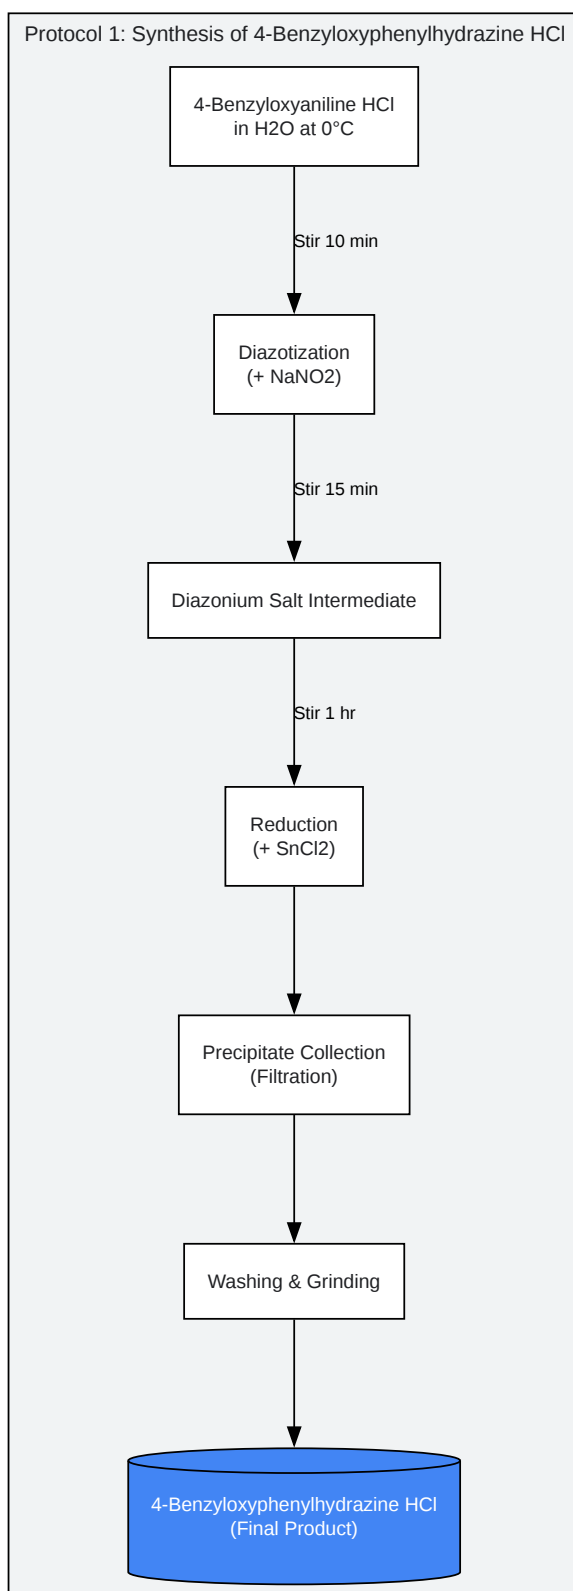 Protocol 1: Synthesis of 4-Benzyloxyphenylhydrazine HCl
4-Benzyloxyaniline HCl
in H2O at 0°C
Stir 10 min
Diazotization
(+ NaNO2)
Stir 15 min
Diazonium Salt Intermediate
Stir 1 hr
Reduction
(+ SnCl2)
Precipitate Collection
(Filtration)
Washing & Grinding
4-Benzyloxyphenylhydrazine HCl
(Final Product)